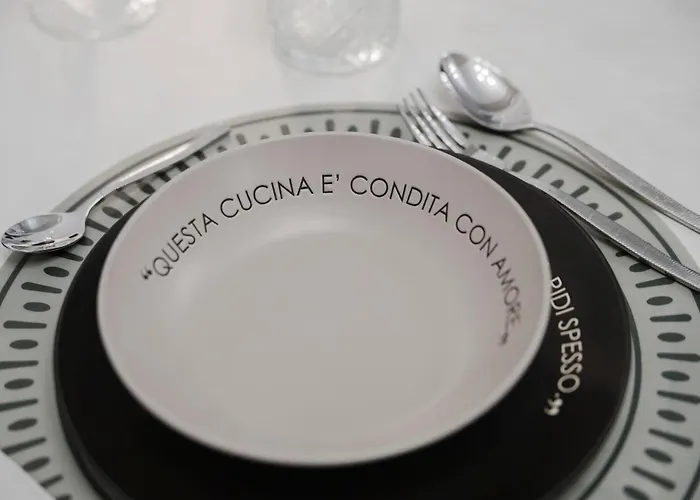 “QUESTA CUCINA E’ CONDITA CON AMORE„
RIDI SPESSO.„